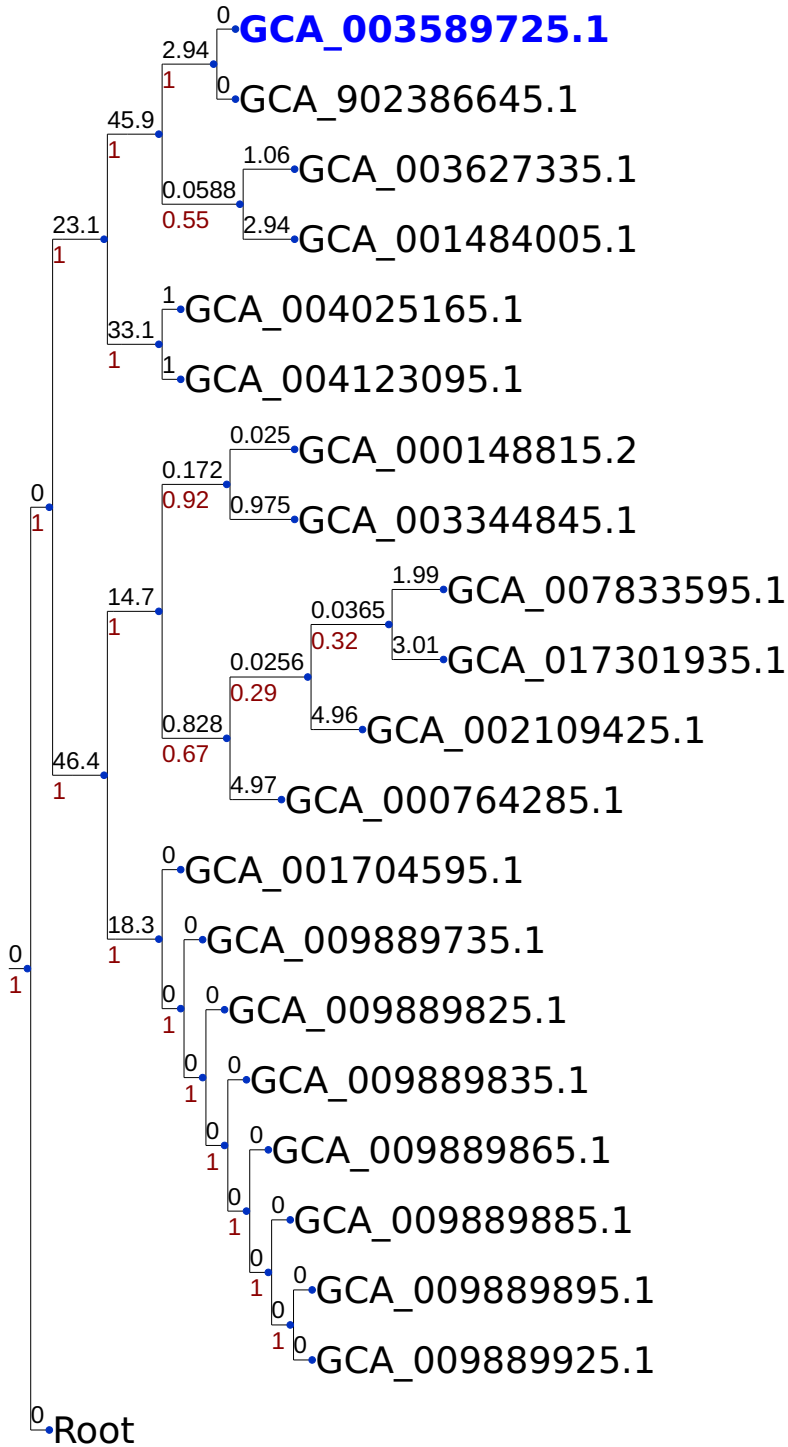 0
GCA_003589725.1
2.94
1
0
GCA_902386645.1
45.9
1
1.06
GCA_003627335.1
0.0588
0.55
2.94
GCA_001484005.1
23.1
1
1
GCA_004025165.1
33.1
1
1
GCA_004123095.1
0.025
GCA_000148815.2
0.172
0.92
0.975
GCA_003344845.1
0
1
1.99
GCA_007833595.1
14.7
1
0.0365
0.32
3.01
GCA_017301935.1
0.0256
0.29
4.96
GCA_002109425.1
0.828
0.67
46.4
1
4.97
GCA_000764285.1
0
GCA_001704595.1
18.3
1
0
GCA_009889735.1
0
1
0
1
0
GCA_009889825.1
0
1
0
GCA_009889835.1
0
1
0
GCA_009889865.1
0
1
0
GCA_009889885.1
0
1
0
GCA_009889895.1
0
1
0
GCA_009889925.1
0
Root